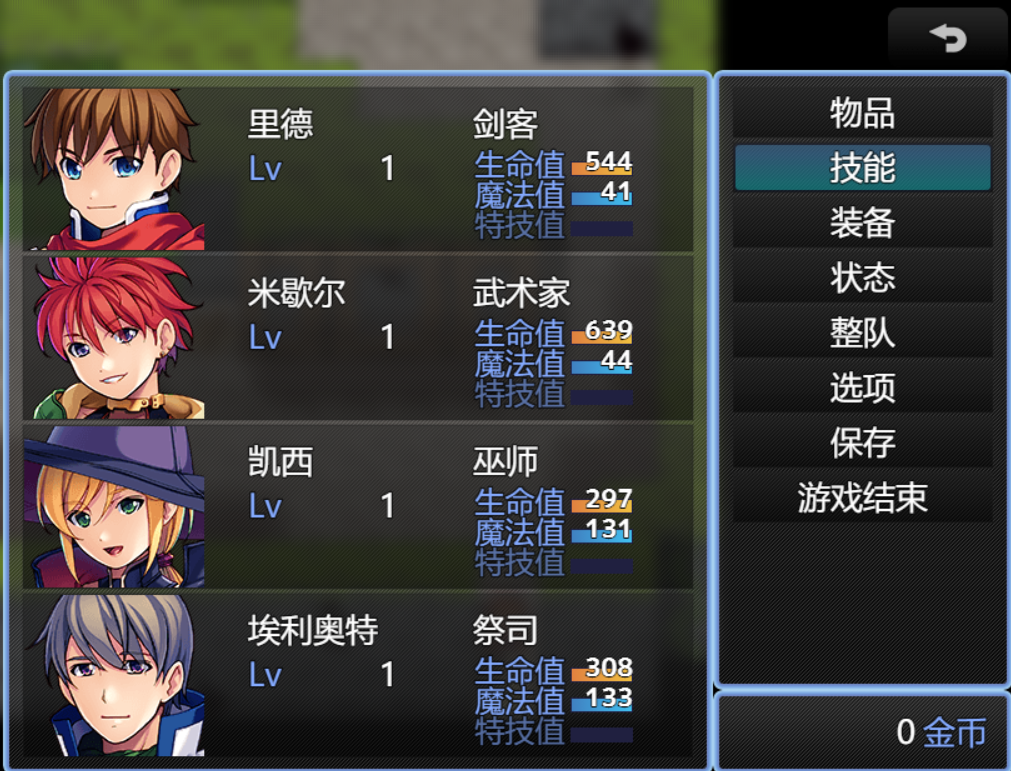 里德 剑客
Lv 1 生命值 544
魔法值 41
特技值
米歇尔 武术家
Lv 1 生命值 639
魔法值 44
特技值
凯西 巫师
Lv 1 生命值 297
魔法值 131
特技值
埃利奥特 祭司
Lv 1 生命值 308
魔法值 133
特技值
物品
技能
装备
状态
整队
选项
保存
游戏结束
0 金币